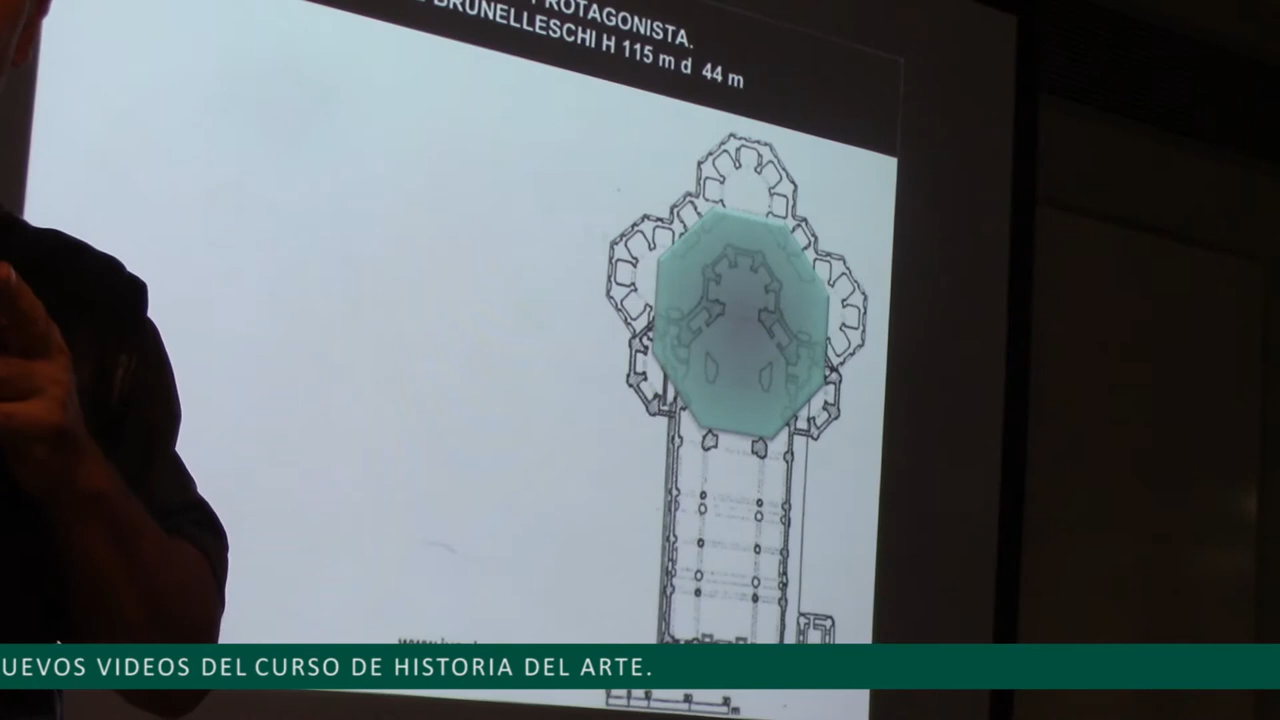 ROTAGONISTA.
BRUNELLESCHI H 115 m d 44 m
UEVOS VIDEOS DEL CURSO DE HISTORIA DEL ARTE.
m